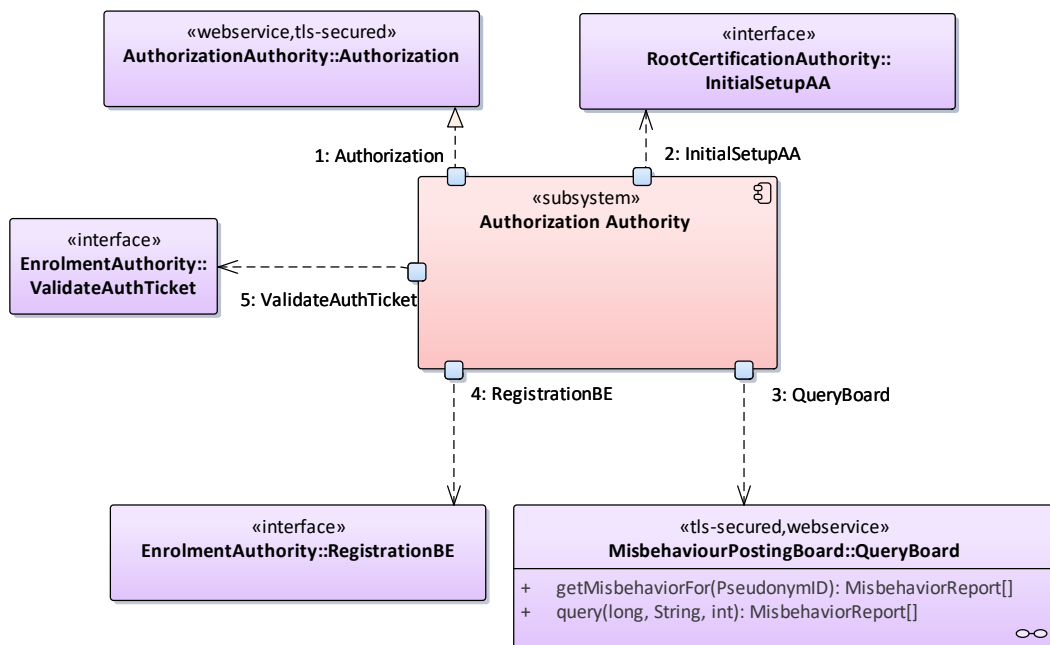 «webservice,tls-secured»
AuthorizationAuthority::Authorization
«interface»
RootCertificationAuthority::
InitialSetupAA
1: Authorization
2: InitialSetupAA
«subsystem»
Authorization Authority
«interface»
EnrolmentAuthority::
ValidateAuthTicket
5: ValidateAuthTicket
4: RegistrationBE
3: QueryBoard
«interface»
EnrolmentAuthority::RegistrationBE
«tls-secured,webservice»
MisbehaviourPostingBoard::QueryBoard
+ getMisbehaviorFor(PseudonymID): MisbehaviorReport[]
+ query(long, String, int): MisbehaviorReport[]